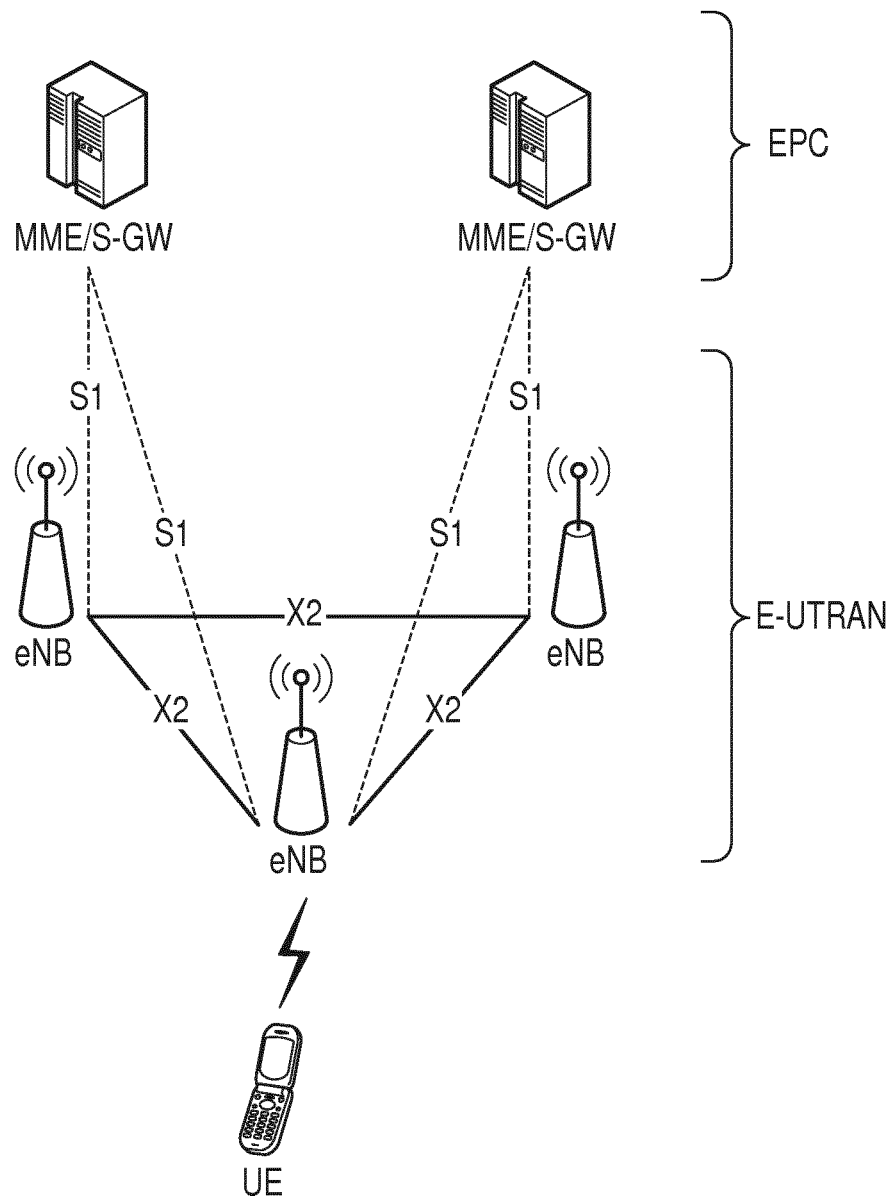 EPC
MME/S-GW
MME/S-GW
S1
S1
S1
S1
X2
E-UTRAN
eNB
eNB
X2
X2
eNB
UE